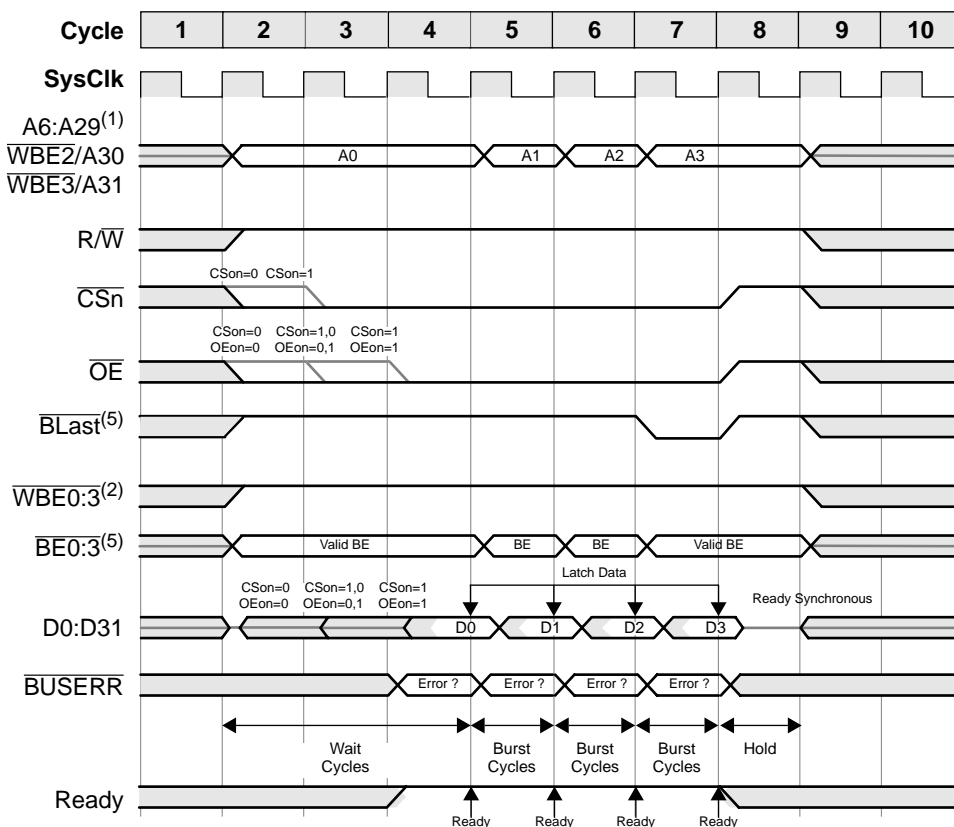 Cycle 1 2 3 4 5 6 7 8 9 10
SysClk
A6:A29(1)
WBE2/A30 A0 A1 A2 A3
WBE3/A31
R/W
CSon=0 CSon=1
CSn
CSon=0 CSon=1,0 CSon=1
OEon=0 OEon=0,1 OEon=1
OE
BLast(5)
WBE0:3(2)
BE0:3(5) Valid BE BE BE Valid BE
Latch Data
CSon=0 CSon=1,0 CSon=1
OEon=0 OEon=0,1 OEon=1
Ready Synchronous
D0:D31 D0 D1 D2 D3
BUSERR Error ? Error ? Error ? Error ?
Wait Burst Burst Burst Hold
Cycles Cycles Cycles Cycles
Ready
Ready Ready Ready Ready